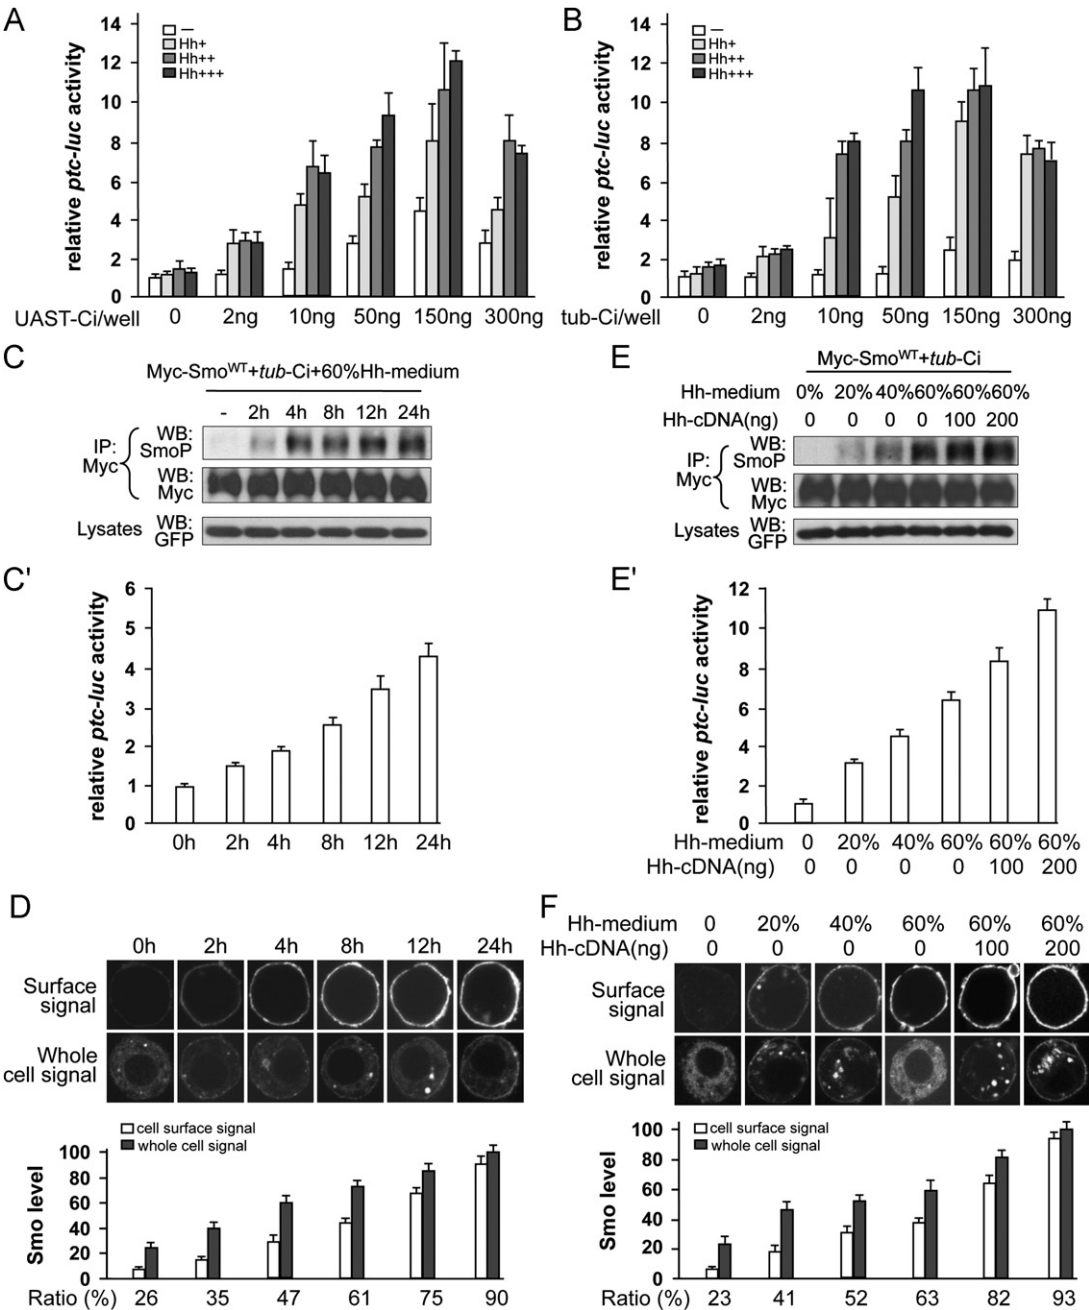 A
14
12
10
8
6
4
2
0
relative ptc-luc activity
—
Hh+
Hh++
Hh+++
UAST-Ci/well 0 2ng 10ng 50ng 150ng 300ng
B
14
12
10
8
6
4
2
0
relative ptc-luc activity
—
Hh+
Hh++
Hh+++
tub-Ci/well 0 2ng 10ng 50ng 150ng 300ng
C
Myc-SmoWT+tub-Ci+60%Hh-medium
- 2h 4h 8h 12h 24h
IP:
Myc
WB:
SmoP
WB:
Myc
Lysates WB:
GFP
E
Myc-SmoWT+tub-Ci
Hh-medium 0% 20% 40% 60% 60% 60%
Hh-cDNA(ng) 0 0 0 0 100 200
IP:
Myc
WB:
SmoP
WB:
Myc
Lysates WB:
GFP
C'
6
5
4
3
2
1
0
relative ptc-luc activity
0h 2h 4h 8h 12h 24h
E'
12
10
8
6
4
2
0
relative ptc-luc activity
Hh-medium 0 20% 40% 60% 60% 60%
Hh-cDNA(ng) 0 0 0 0 100 200
D
0h 2h 4h 8h 12h 24h
Surface
signal
Whole
cell signal
cell surface signal
whole cell signal
100
80
60
40
20
0
Smo level
Ratio (%) 26 35 47 61 75 90
F
Hh-medium 0 20% 40% 60% 60% 60%
Hh-cDNA(ng) 0 0 0 0 100 200
Surface
signal
Whole
cell signal
cell surface signal
whole cell signal
100
80
60
40
20
0
Smo level
Ratio (%) 23 41 52 63 82 93